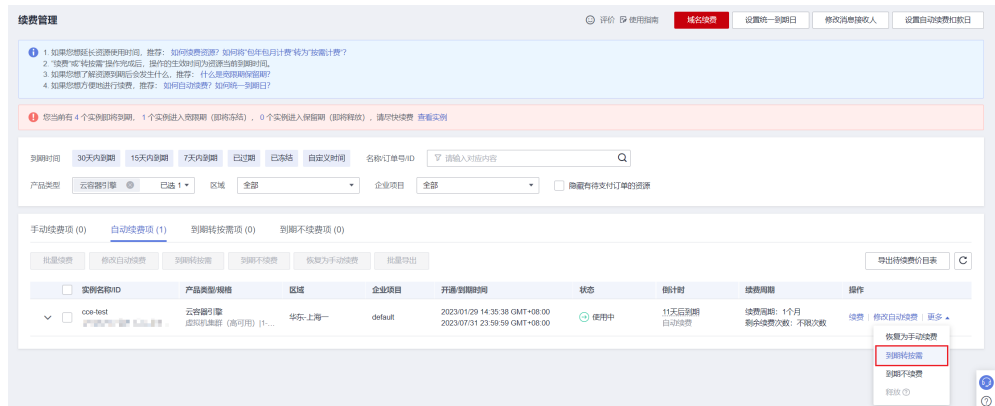 续费管理
评价 使用指南 域名续费 设置统一到期日 修改消息接收人 设置自动续费扣款日
1. 如果您想延长资源使用时间，推荐： 如何续费资源？如何将"包年包月计费"转为"按需计费"？
2. "续费"或"转按需"操作完成后，操作的生效时间为资源当前到期时间。
3. 如果您想了解资源到期后会发生什么，推荐： 什么是宽限期保留期？
4. 如果您想方便地进行续费，推荐： 如何自动续费？如何统一到期日？
您当前有 4 个实例即将到期， 1 个实例进入宽限期（即将冻结）， 0 个实例进入保留期（即将释放），请尽快续费 查看实例
到期时间 30天内到期 15天内到期 7天内到期 已过期 已冻结 自定义时间 名称/订单号/ID 请输入对应内容
产品类型 云容器引擎 已选 1 区域 全部 企业项目 全部 隐藏有待支付订单的资源
手动续费项 (0) 自动续费项 (1) 到期转按需项 (0) 到期不续费项 (0)
批量续费 修改自动续费 到期转按需 到期不续费 恢复为手动续费 批量导出 导出待续费价目表
实例名称/ID 产品类型/规格 区域 企业项目 开通/到期时间 状态 倒计时 续费周期 操作
cce-test 云容器引擎 华东-上海一 default 2023/01/29 14:35:38 GMT+08:00 使用中 11天后到期 续费周期：1个月 续费 修改自动续费 更多
虚拟机集群（高可用）|1-... 2023/07/31 23:59:59 GMT+08:00 自动续费 剩余续费次数：不限次数
恢复为手动续费
到期转按需
到期不续费
释放